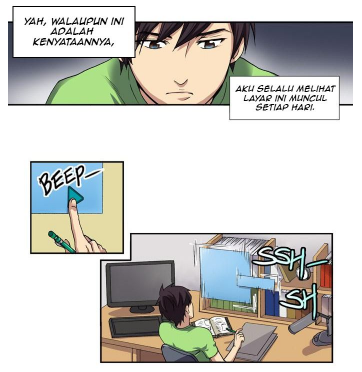 YAH, WALAUPUN INI
ADALAH
KENYATAANNYA,
AKU SELALU MELIHAT
LAYAR INI MUNCUL
SETIAP HARI.
BEEP—
SSH—
SH